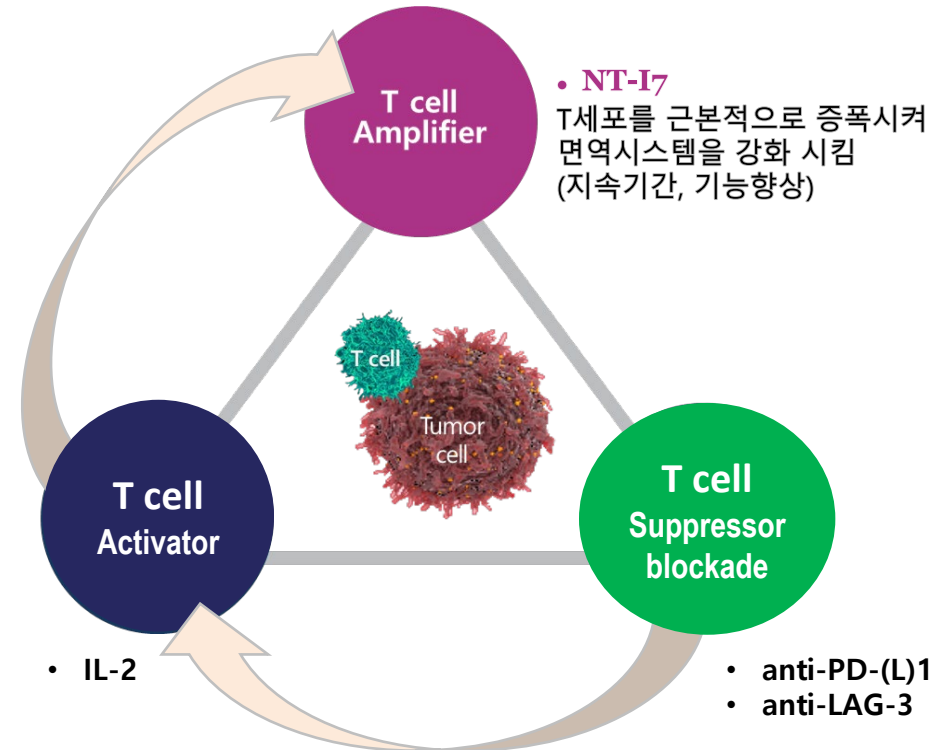 T cell
Amplifier
• NT-I7
T세포를 근본적으로 증폭시켜
면역시스템을 강화 시킴
(지속기간, 기능향상)
T cell
Tumor
cell
T cell
Activator
T cell
Suppressor
blockade
• IL-2
• anti-PD-(L)1
• anti-LAG-3